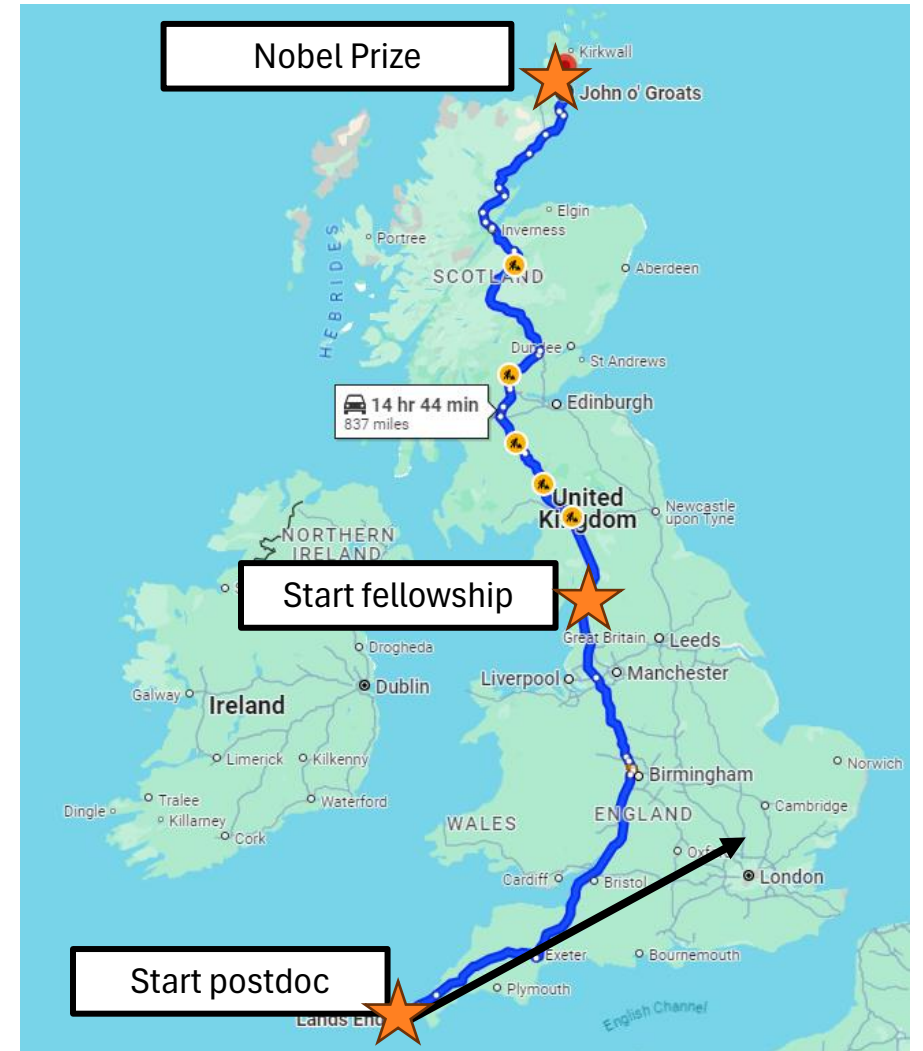 Nobel Prize
Kirkwall
John o' Groats
Elgin
Inverness
Portree
HEBRIDES
SCOTLAND
Aberdeen
Dundee
St Andrews
14 hr 44 min
837 miles
Edinburgh
United
Kingdom
Newcastle
upon Tyne
NORTHERN
IRELAND
Start fellowship
Great Britain
Leeds
Drogheda
Manchester
Liverpool
Dublin
Galway
Ireland
Limerick
Kilkenny
Norwich
Birmingham
Tralee
Waterford
Dingle
Killarney
Cambridge
WALES
ENGLAND
Cork
Cardiff
Bristol
London
Exeter
Bournemouth
Start postdoc
Plymouth
Lands End
English Channel